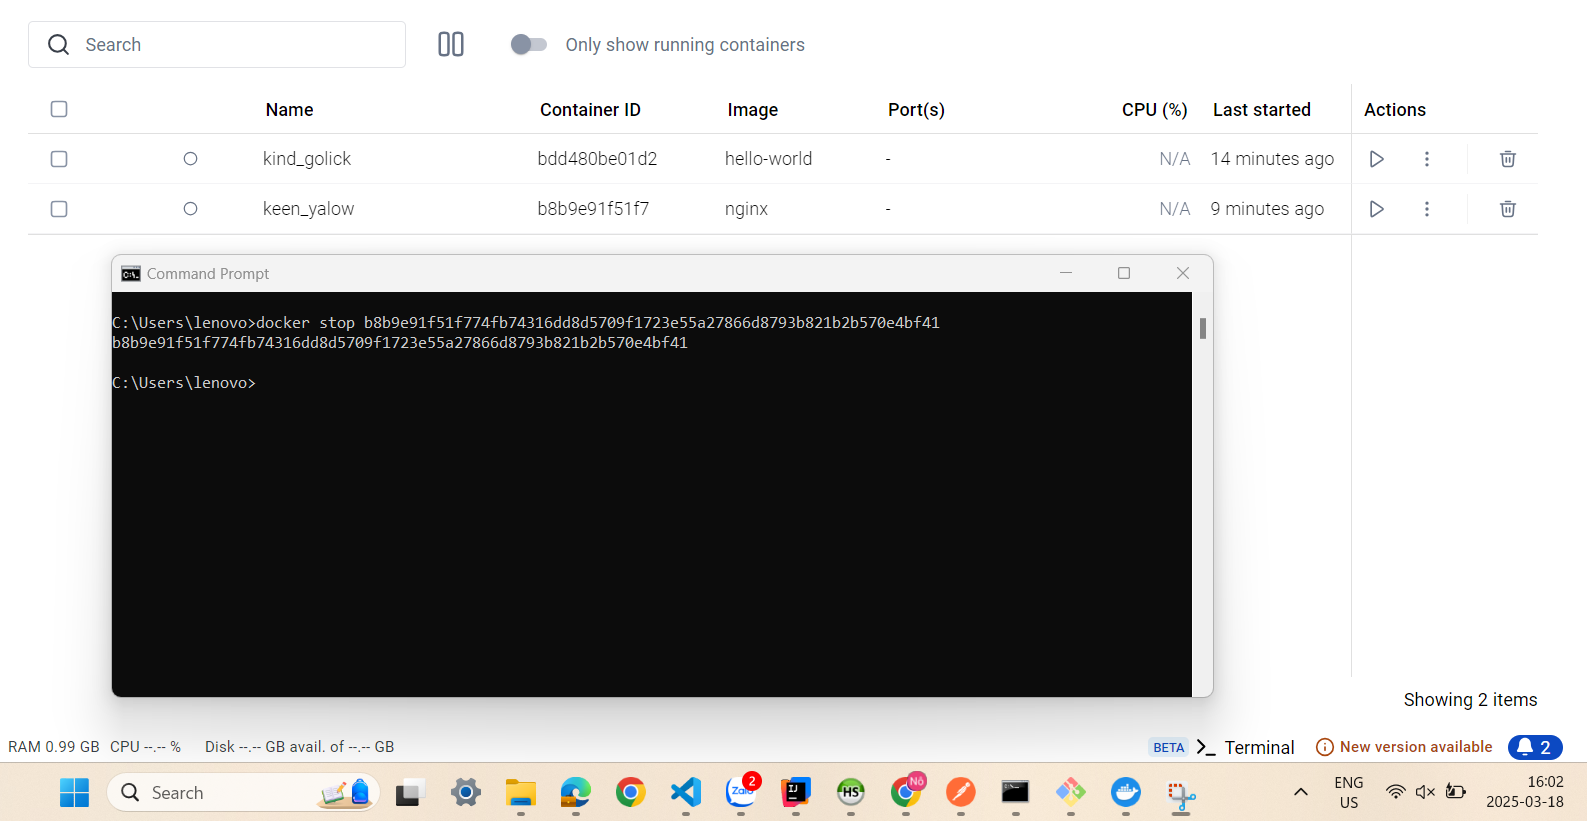 Search
Only show running containers
Name Container ID Image Port(s) CPU (%) Last started Actions
kind_golick bdd480be01d2 hello-world - N/A 14 minutes ago
keen_yalow b8b9e91f51f7 nginx - N/A 9 minutes ago
Command Prompt
C:\Users\lenovo>docker stop b8b9e91f51f774fb74316dd8d5709f1723e55a27866d8793b821b2b570e4bf41
b8b9e91f51f774fb74316dd8d5709f1723e55a27866d8793b821b2b570e4bf41
C:\Users\lenovo>
Showing 2 items
RAM 0.99 GB CPU --.-- % Disk --.-- GB avail. of --.-- GB BETA >_ Terminal New version available 2
Search Zalo 2 IJ HS Nô ENG 16:02
US 2025-03-18